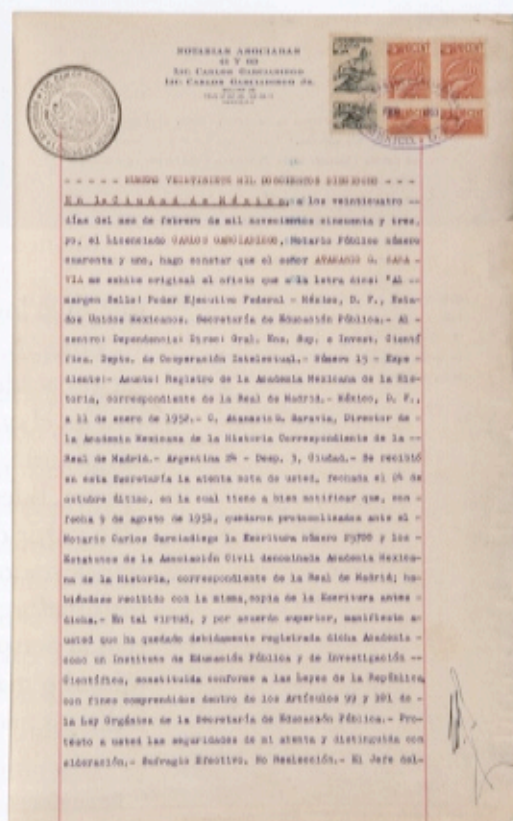 NOTARIAS ASOCIADAS
41 Y 60
LIC. CARLOS GARCIADIEGO
LIC. CARLOS GARCIADIEGO JR.
- - - - - NUMERO VEINTISIETE MIL DOSCIENTOS DIECIOCHO - - -
En la Ciudad de México, a los veinticuatro --
días del mes de febrero de mil novecientos cincuenta y tres,
yo, el Licenciado CARLOS GARCIADIEGO, Notario Público número
cuarenta y uno, hago constar que el señor ATANASIO G. SARA-
VIA me exhibe original el oficio que a la letra dice: "Al --
margen Sello: Poder Ejecutivo Federal - México, D. F., Esta-
dos Unidos Mexicanos. Secretaría de Educación Pública.- Al -
centro: Dependencia: Direc: Gral. Ens. Sup. e Invest. Cientí
fica. Depto. de Cooperación Intelectual.- Número 15 - Expe-
diente:- Asunto: Registro de la Academia Mexicana de la His-
toria, correspondiente de la Real de Madrid.- México, D. F.,
a 11 de enero de 1952.- C. Atanasio G. Saravia, Director de
la Academia Mexicana de la Historia Correspondiente de la --
Real de Madrid.- Argentina 24 - Desp. 3, Ciudad.- Se recibió
en esta Secretaría la atenta nota de usted, fechada el 24 de
octubre último, en la cual tiene a bien notificar que, con -
fecha 9 de agosto de 1951, quedaron protocolizados ante el -
Notario Carlos Garciadiego la Escritura número y los -
Estatutos de la Asociación Civil denominada Academia Mexica-
na de la Historia, correspondiente de la Real de Madrid; ha-
biéndose recibido con la misma, copia de la Escritura antes -
dicha.- En tal virtud, y por acuerdo superior, manifiesto a-
usted que ha quedado debidamente registrada dicha Academia -
como un Instituto de Educación Pública y de Investigación --
Científica, constituida conforme a las Leyes de la República
con fines comprendidos dentro de los Artículos 99 y 101 de -
la Ley Orgánica de la Secretaría de Educación Pública.- Pro-
testo a usted las seguridades de mi atenta y distinguida con
sideración.- Sufragio Efectivo. No Reelección.- El Jefe del-